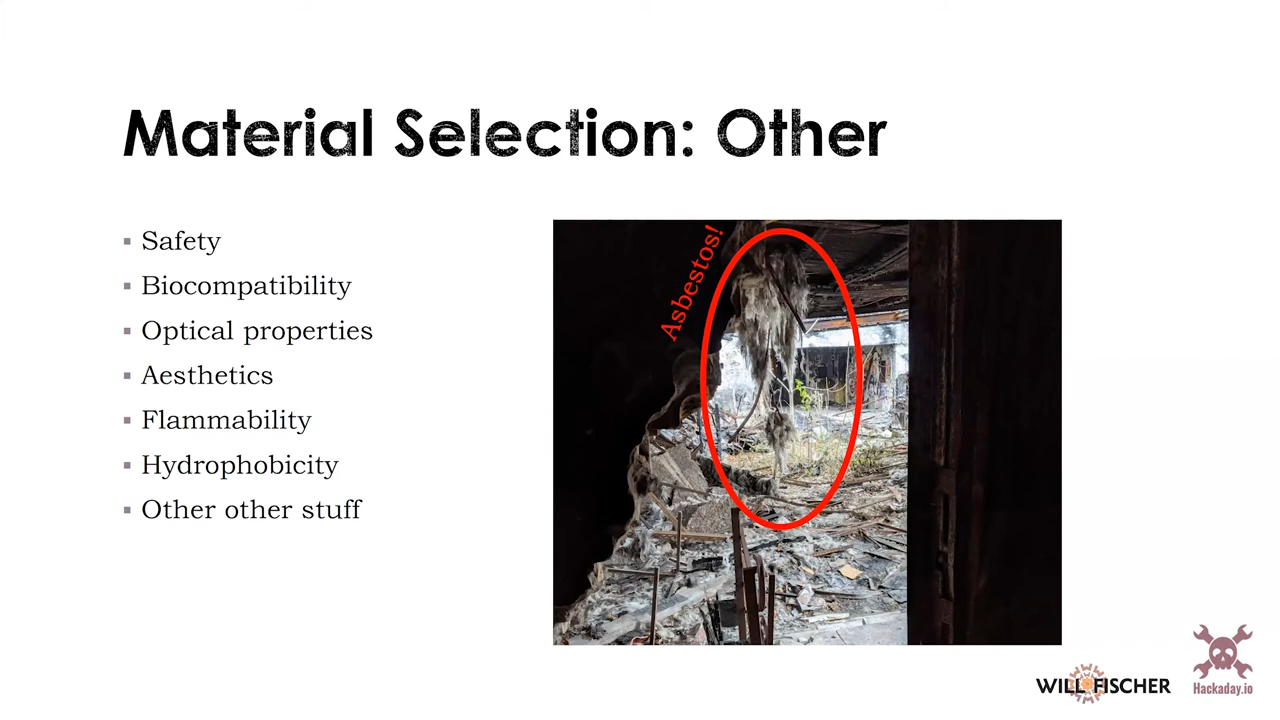 Material Selection: Other
Safety
Biocompatibility
Optical properties
Aesthetics
Flammability
Hydrophobicity
Other other stuff
Asbestos!
WILL FISCHER
Hackaday.io